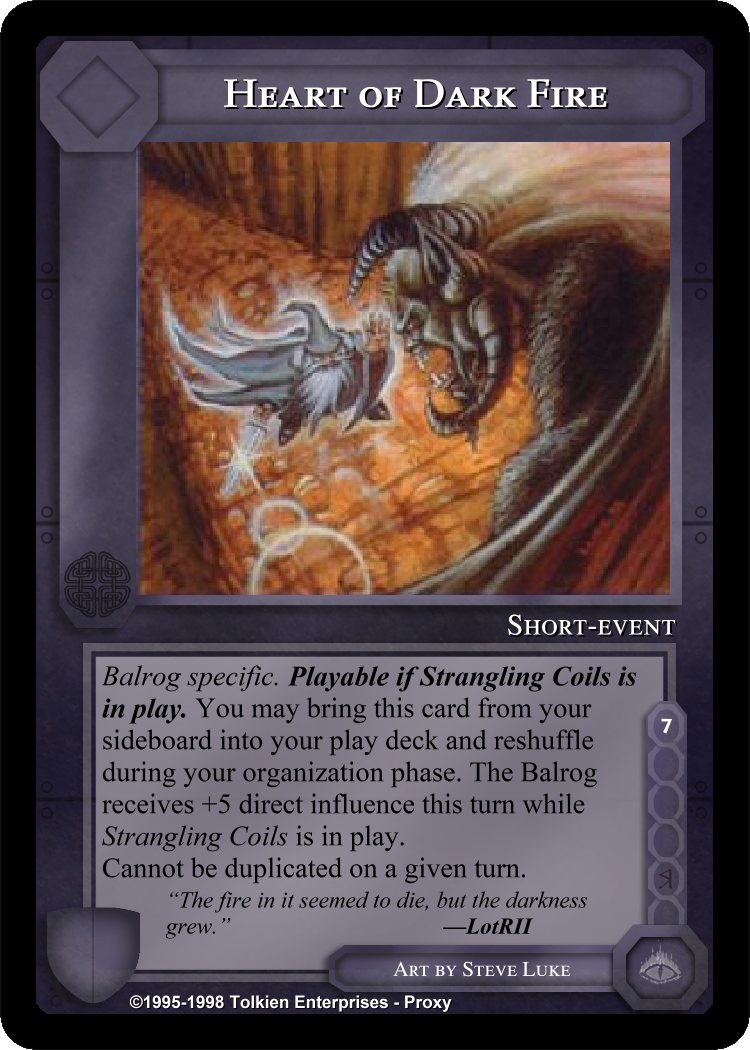 Heart of Dark Fire
Short-event
Balrog specific. Playable if Strangling Coils is
in play. You may bring this card from your
sideboard into your play deck and reshuffle
during your organization phase. The Balrog
receives +5 direct influence this turn while
Strangling Coils is in play.
Cannot be duplicated on a given turn.
7
“The fire in it seemed to die, but the darkness
grew.” —LotRII
Art by Steve Luke
©1995-1998 Tolkien Enterprises - Proxy